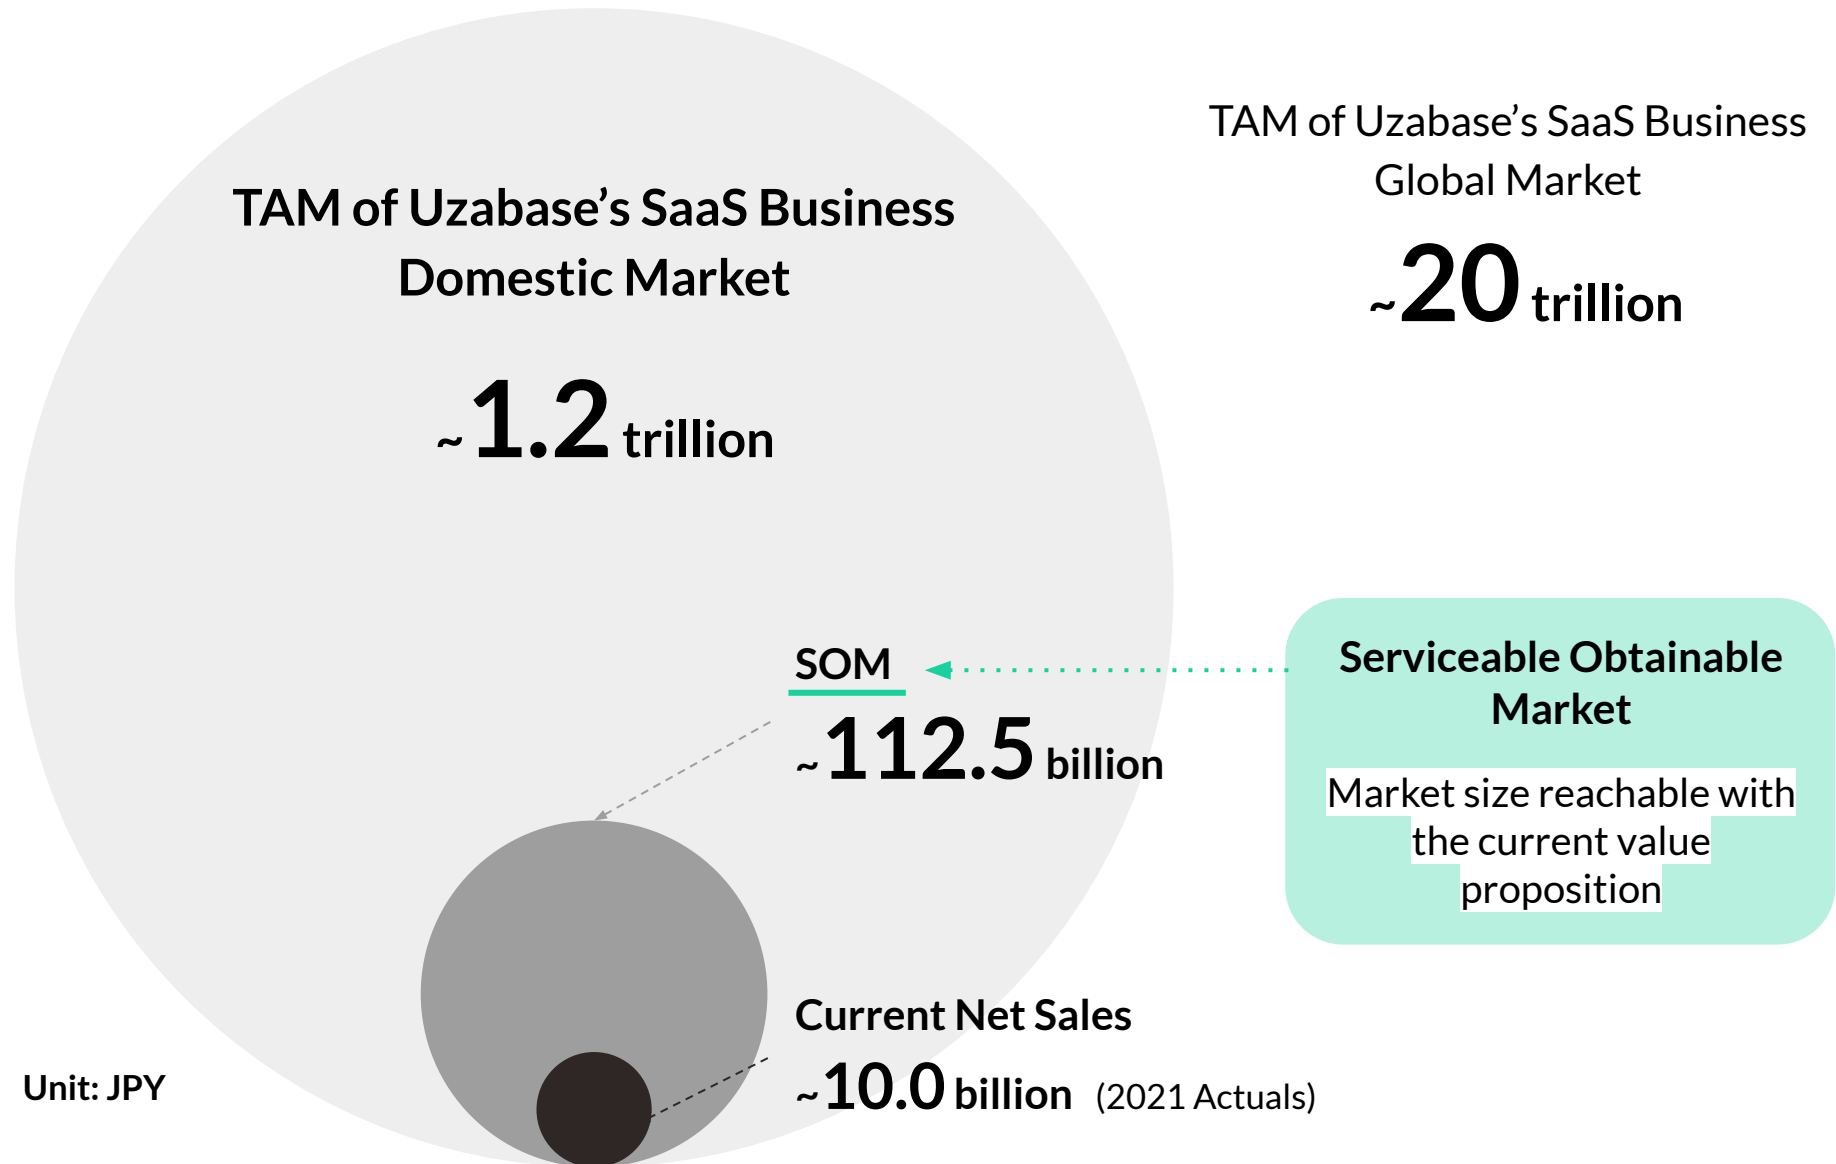 TAM of Uzabase’s SaaS Business
Global Market
~20 trillion
TAM of Uzabase’s SaaS Business
Domestic Market
~1.2 trillion
SOM
~112.5 billion
Serviceable Obtainable
Market
Market size reachable with
the current value
proposition
Current Net Sales
~10.0 billion (2021 Actuals)
Unit: JPY